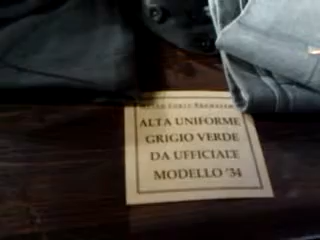 ALTA UNIFORME
GRIGIO VERDE
DA UFFICIALE
MODELLO '34